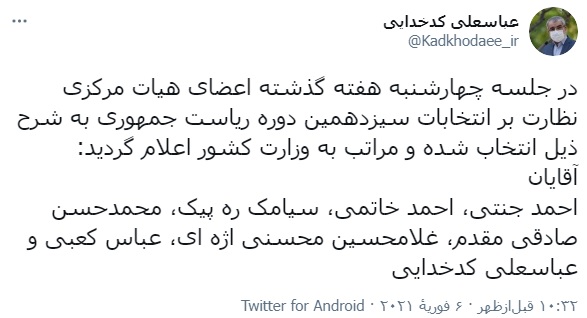 عباسعلی کدخدایی
@Kadkhodaee_ir
در جلسه چهارشنبه هفته گذشته اعضای هیات مرکزی
نظارت بر انتخابات سیزدهمین دوره ریاست جمهوری به شرح
ذیل انتخاب شده و مراتب به وزارت کشور اعلام گردید:
آقایان
احمد جنتی، احمد خاتمی، سیامک ره پیک، محمدحسن
صادقی مقدم، غلامحسین محسنی اژه ای، عباس کعبی و
عباسعلی کدخدایی
۱۰:۳۲ قبل‌ازظهر · ۶ فوریهٔ ۲۰۲۱ · Twitter for Android